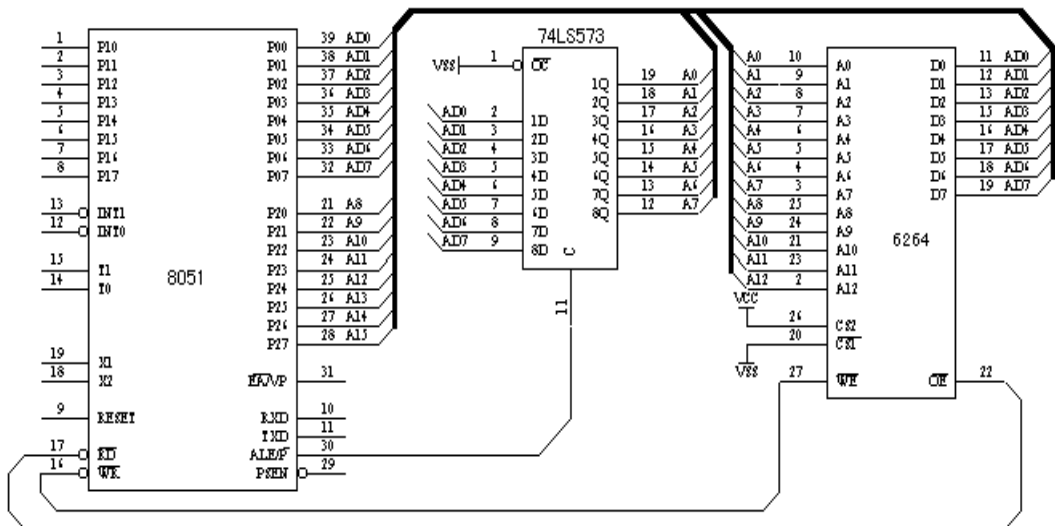 74LS573
1 P10 P00 39 AD0
2 P11 P01 38 AD1
3 P12 P02 37 AD2
4 P13 P03 36 AD3
5 P14 P04 35 AD4
6 P15 P05 34 AD5
7 P16 P06 33 AD6
8 P17 P07 32 AD7
13 INT1 P20 21 A8
12 INT0 P21 22 A9
P22 23 A10
15 T1 P23 24 A11
14 T0 P24 25 A12
P25 26 A13
P26 27 A14
P27 28 A15
8051
19 X1
18 X2 EA/VP 31
9 RESET RXD 10
TXD 11
17 RD ALE/P 30
16 WR PSEN 29
VSS 1 OC
1Q 19 A0
AD0 2 1D 2Q 18 A1
AD1 3 2D 3Q 17 A2
AD2 4 3D 4Q 16 A3
AD3 5 4D 5Q 15 A4
AD4 6 5D 6Q 14 A5
AD5 7 6D 7Q 13 A6
AD6 8 7D 8Q 12 A7
AD7 9 8D C
11
A0 10 A0 D0 11 AD0
A1 9 A1 D1 12 AD1
A2 8 A2 D2 13 AD2
A3 7 A3 D3 15 AD3
A4 6 A4 D4 16 AD4
A5 5 A5 D5 17 AD5
A6 4 A6 D6 18 AD6
A7 3 A7 D7 19 AD7
A8 25 A8
A9 24 A9
A10 21 A10
A11 23 A11
A12 2 A12
6264
VCC 26 CS2
VSS 20 CS1
27 WE OE 22